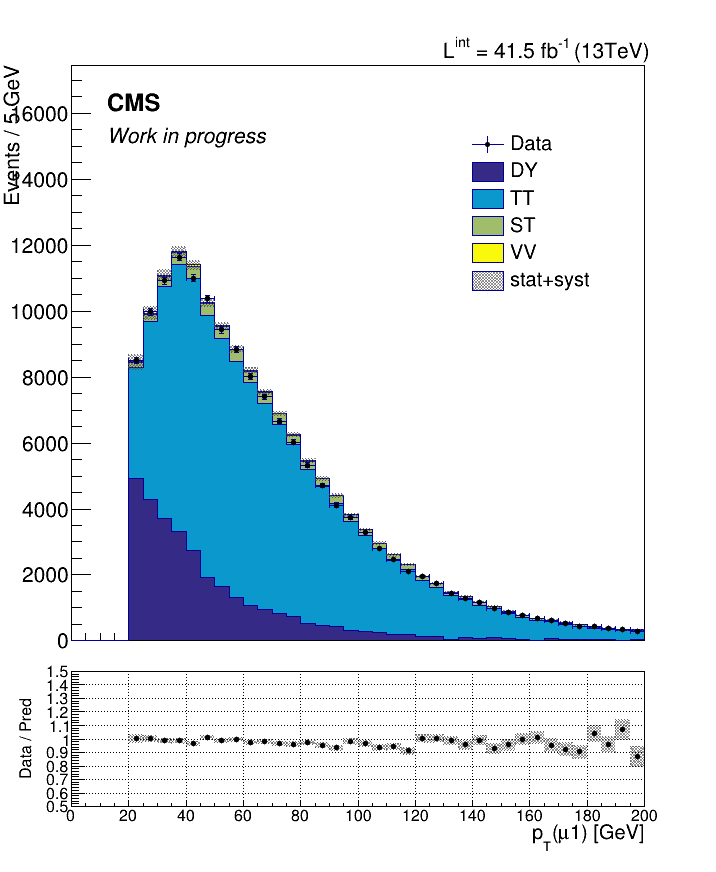 L^int = 41.5 fb^-1 (13TeV)
Events / 5 GeV
CMS
Work in progress
Data
DY
TT
ST
VV
stat+syst
16000
14000
12000
10000
8000
6000
4000
2000
0
Data / Pred
1.5
1.4
1.3
1.2
1.1
1
0.9
0.8
0.7
0.6
0.5
0 20 40 60 80 100 120 140 160 180 200
p_T(μ1) [GeV]